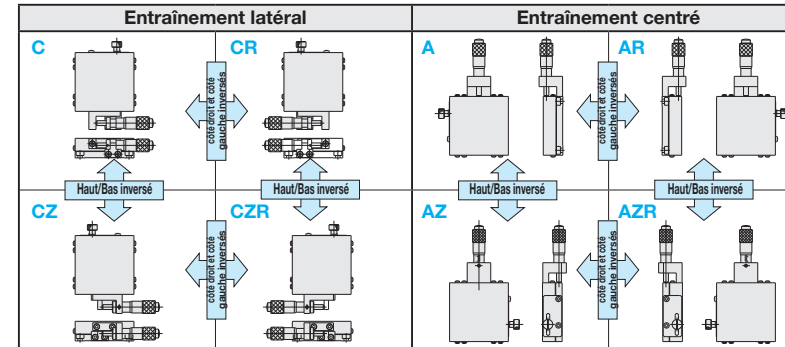 Entraînement latéral
Entraînement centré
C
CR
A
AR
côté droit et côté
gauche inversés
côté droit et côté
gauche inversés
Haut/Bas inversé
Haut/Bas inversé
Haut/Bas inversé
Haut/Bas inversé
CZ
CZR
AZ
AZR
côté droit et côté
gauche inversés
côté droit et côté
gauche inversés